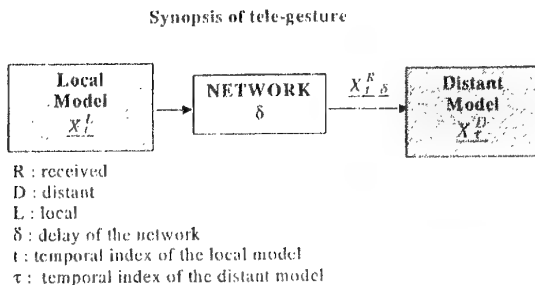 Synopsis of tele-gesture
Local
Model
X_t^L
NETWORK
δ
X_t^R δ
Distant
Model
X_τ^D
R : received
D : distant
L : local
δ : delay of the network
t : temporal index of the local model
τ : temporal index of the distant model